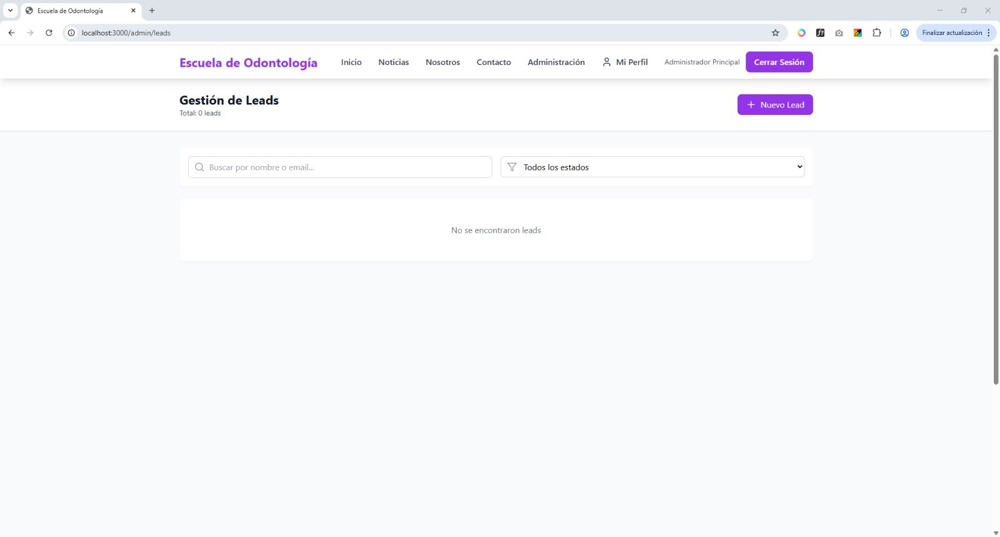 Escuela de Odontología
localhost:3000/admin/leads
Finalizar actualización
Escuela de Odontología
Inicio
Noticias
Nosotros
Contacto
Administración
Mi Perfil
Administrador Principal
Cerrar Sesión
Gestión de Leads
Total: 0 leads
Nuevo Lead
Buscar por nombre o email...
Todos los estados
No se encontraron leads